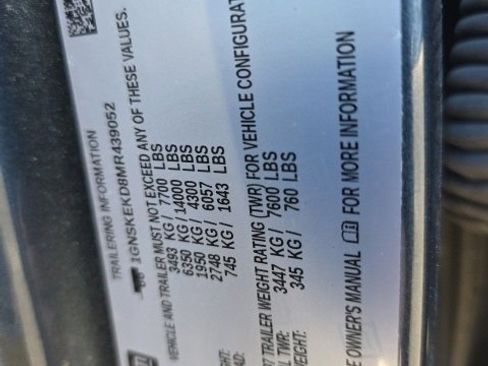 TRAILERING INFORMATION
1GNSKEKD8MR439052
VEHICLE AND TRAILER MUST NOT EXCEED ANY OF THESE VALUES.
3493 KG / 7700 LBS
6350 KG / 14000 LBS
1950 KG / 4300 LBS
2748 KG / 6057 LBS
745 KG / 1643 LBS
TRAILER WEIGHT RATING (TWR) FOR VEHICLE CONFIGURAT
TWR: 3447 KG / 7600 LBS
345 KG / 760 LBS
OWNER'S MANUAL FOR MORE INFORMATION